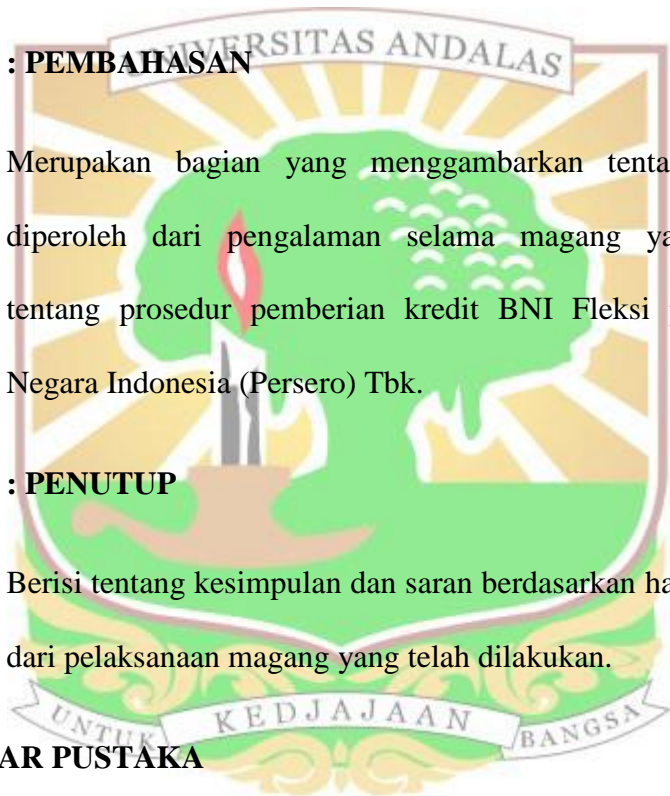 UNIVERSITAS ANDALAS
: PEMBAHASAN
Merupakan bagian yang menggambarkan tenta
diperoleh dari pengalaman selama magang ya
tentang prosedur pemberian kredit BNI Fleksi
Negara Indonesia (Persero) Tbk.
: PENUTUP
Berisi tentang kesimpulan dan saran berdasarkan ha
dari pelaksanaan magang yang telah dilakukan.
UNTUK KEDJAJAAN BANGSA
AR PUSTAKA